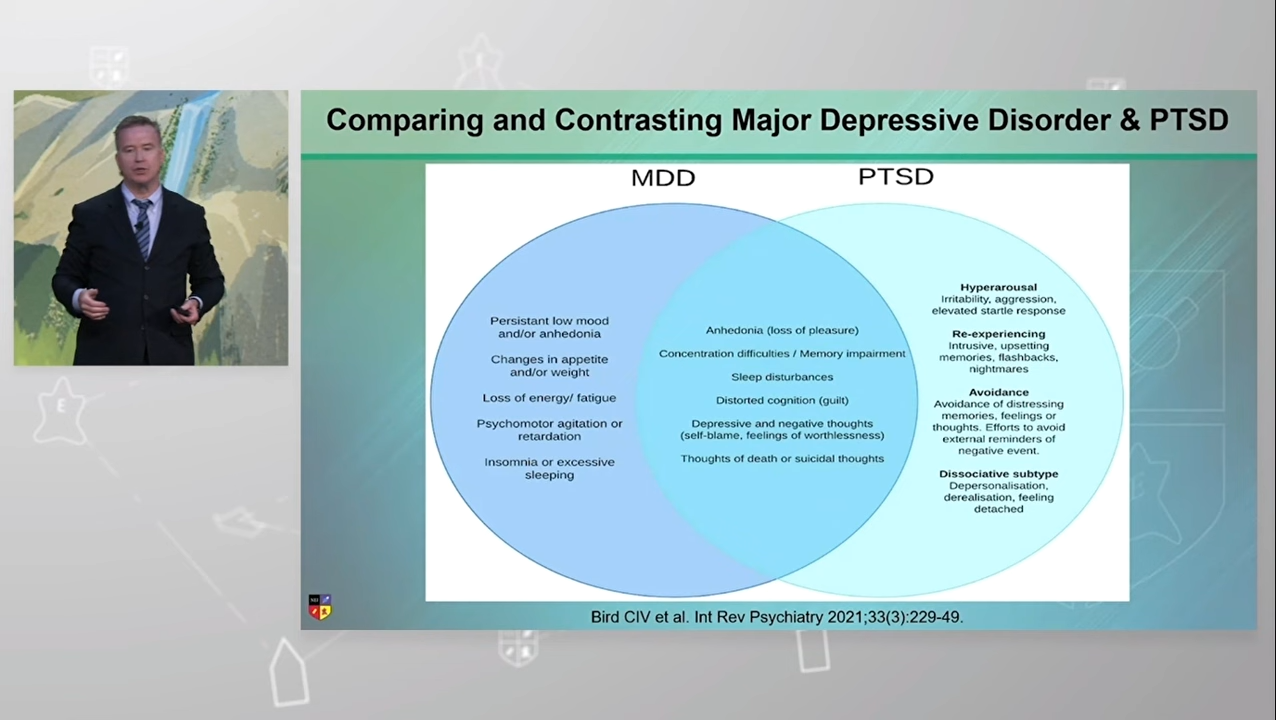 Comparing and Contrasting Major Depressive Disorder & PTSD
MDD
PTSD
Persistant low mood
and/or anhedonia
Changes in appetite
and/or weight
Loss of energy/ fatigue
Psychomotor agitation or
retardation
Insomnia or excessive
sleeping
Anhedonia (loss of pleasure)
Concentration difficulties / Memory impairment
Sleep disturbances
Distorted cognition (guilt)
Depressive and negative thoughts
(self-blame, feelings of worthlessness)
Thoughts of death or suicidal thoughts
Hyperarousal
Irritability, aggression,
elevated startle response
Re-experiencing
Intrusive, upsetting
memories, flashbacks,
nightmares
Avoidance
Avoidance of distressing
memories, feelings or
thoughts. Efforts to avoid
external reminders of
negative event.
Dissociative subtype
Depersonalisation,
derealisation, feeling
detached
Bird CIV et al. Int Rev Psychiatry 2021;33(3):229-49.
E